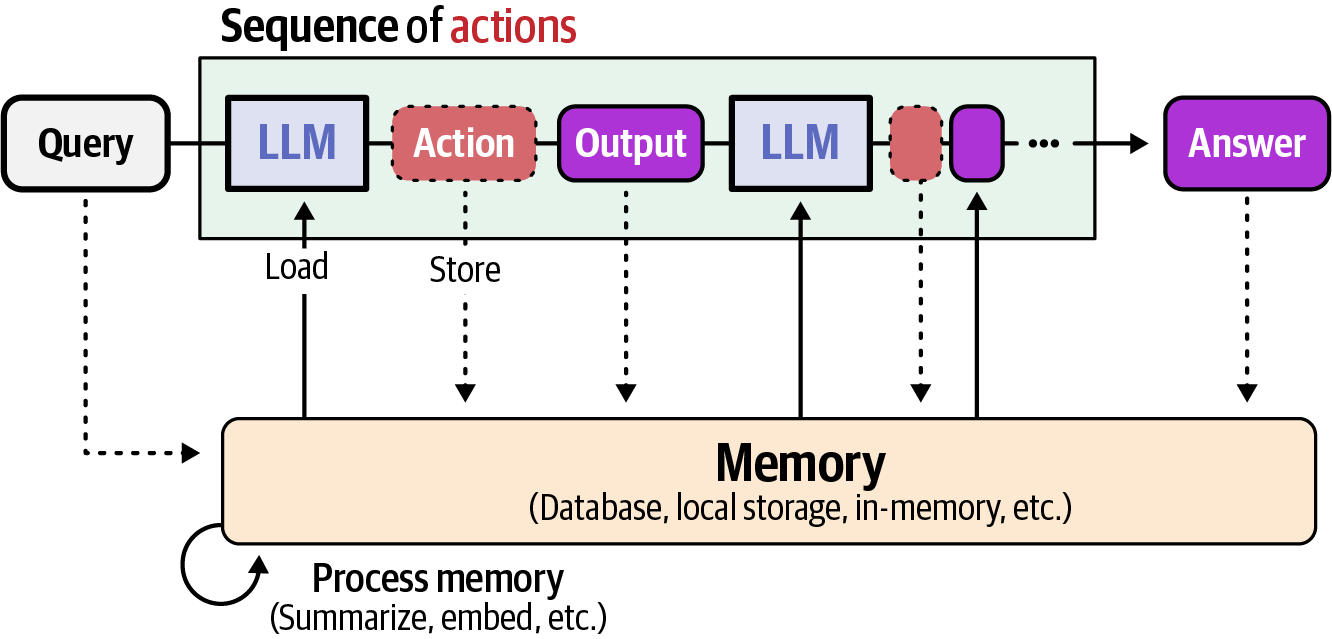 Sequence of actions
Query
LLM
Action
Output
LLM
...
Answer
Load
Store
Memory
(Database, local storage, in-memory, etc.)
Process memory
(Summarize, embed, etc.)